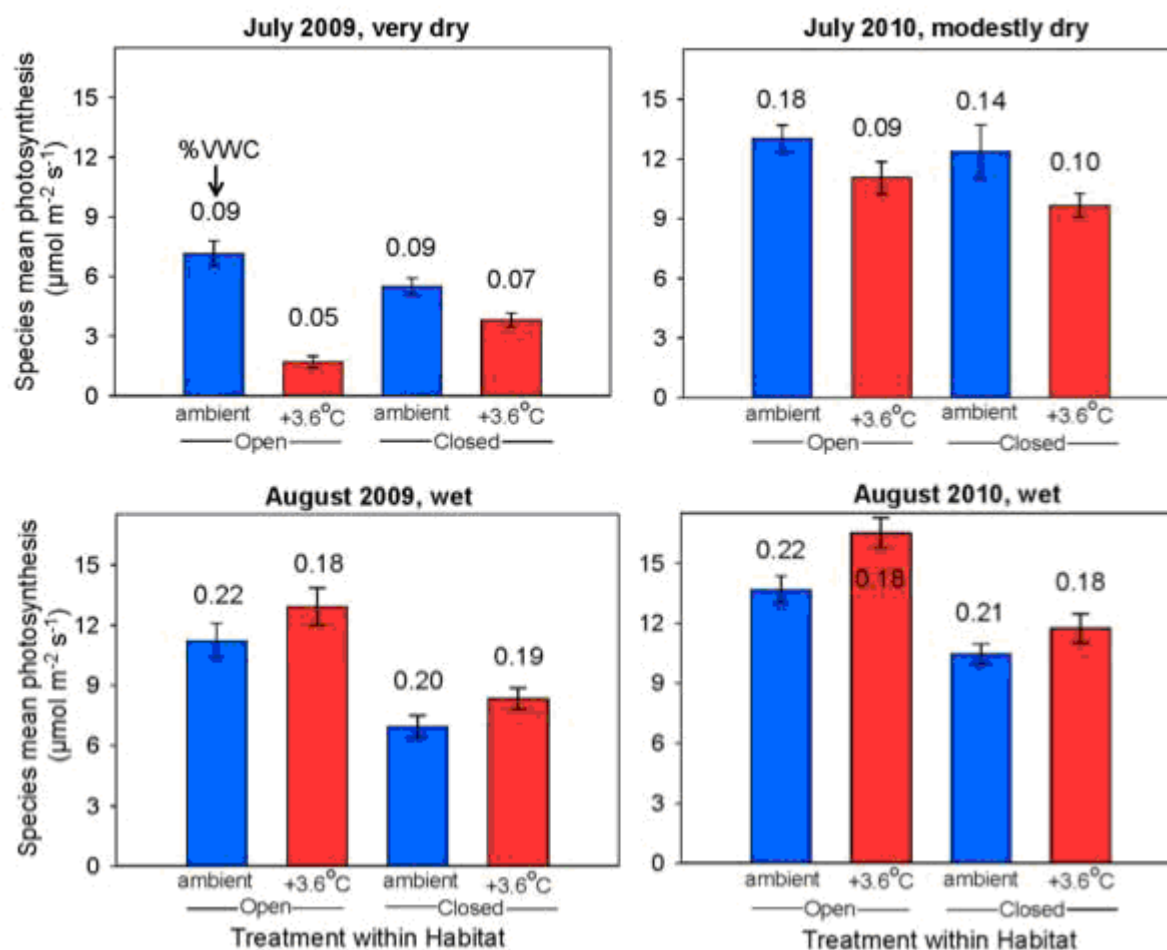 July 2009, very dry
Species mean photosynthesis
(µmol m⁻² s⁻¹)
15
12
9
6
3
0
%VWC
0.09
0.05
0.09
0.07
ambient
+3.6°C
ambient
+3.6°C
Open
Closed
July 2010, modestly dry
15
12
9
6
3
0
0.18
0.09
0.14
0.10
ambient
+3.6°C
ambient
+3.6°C
Open
Closed
August 2009, wet
Species mean photosynthesis
(µmol m⁻² s⁻¹)
15
12
9
6
3
0
0.22
0.18
0.20
0.19
ambient
+3.6°C
ambient
+3.6°C
Open
Closed
Treatment within Habitat
August 2010, wet
15
12
9
6
3
0
0.22
0.18
0.21
0.18
ambient
+3.6°C
ambient
+3.6°C
Open
Closed
Treatment within Habitat